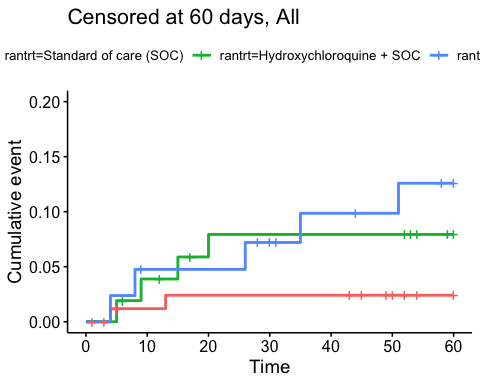 Censored at 60 days, All
rantrt=Standard of care (SOC) rantrt=Hydroxychloroquine + SOC rant
0.20
0.15
0.10
0.05
0.00
Cumulative event
0 10 20 30 40 50 60
Time